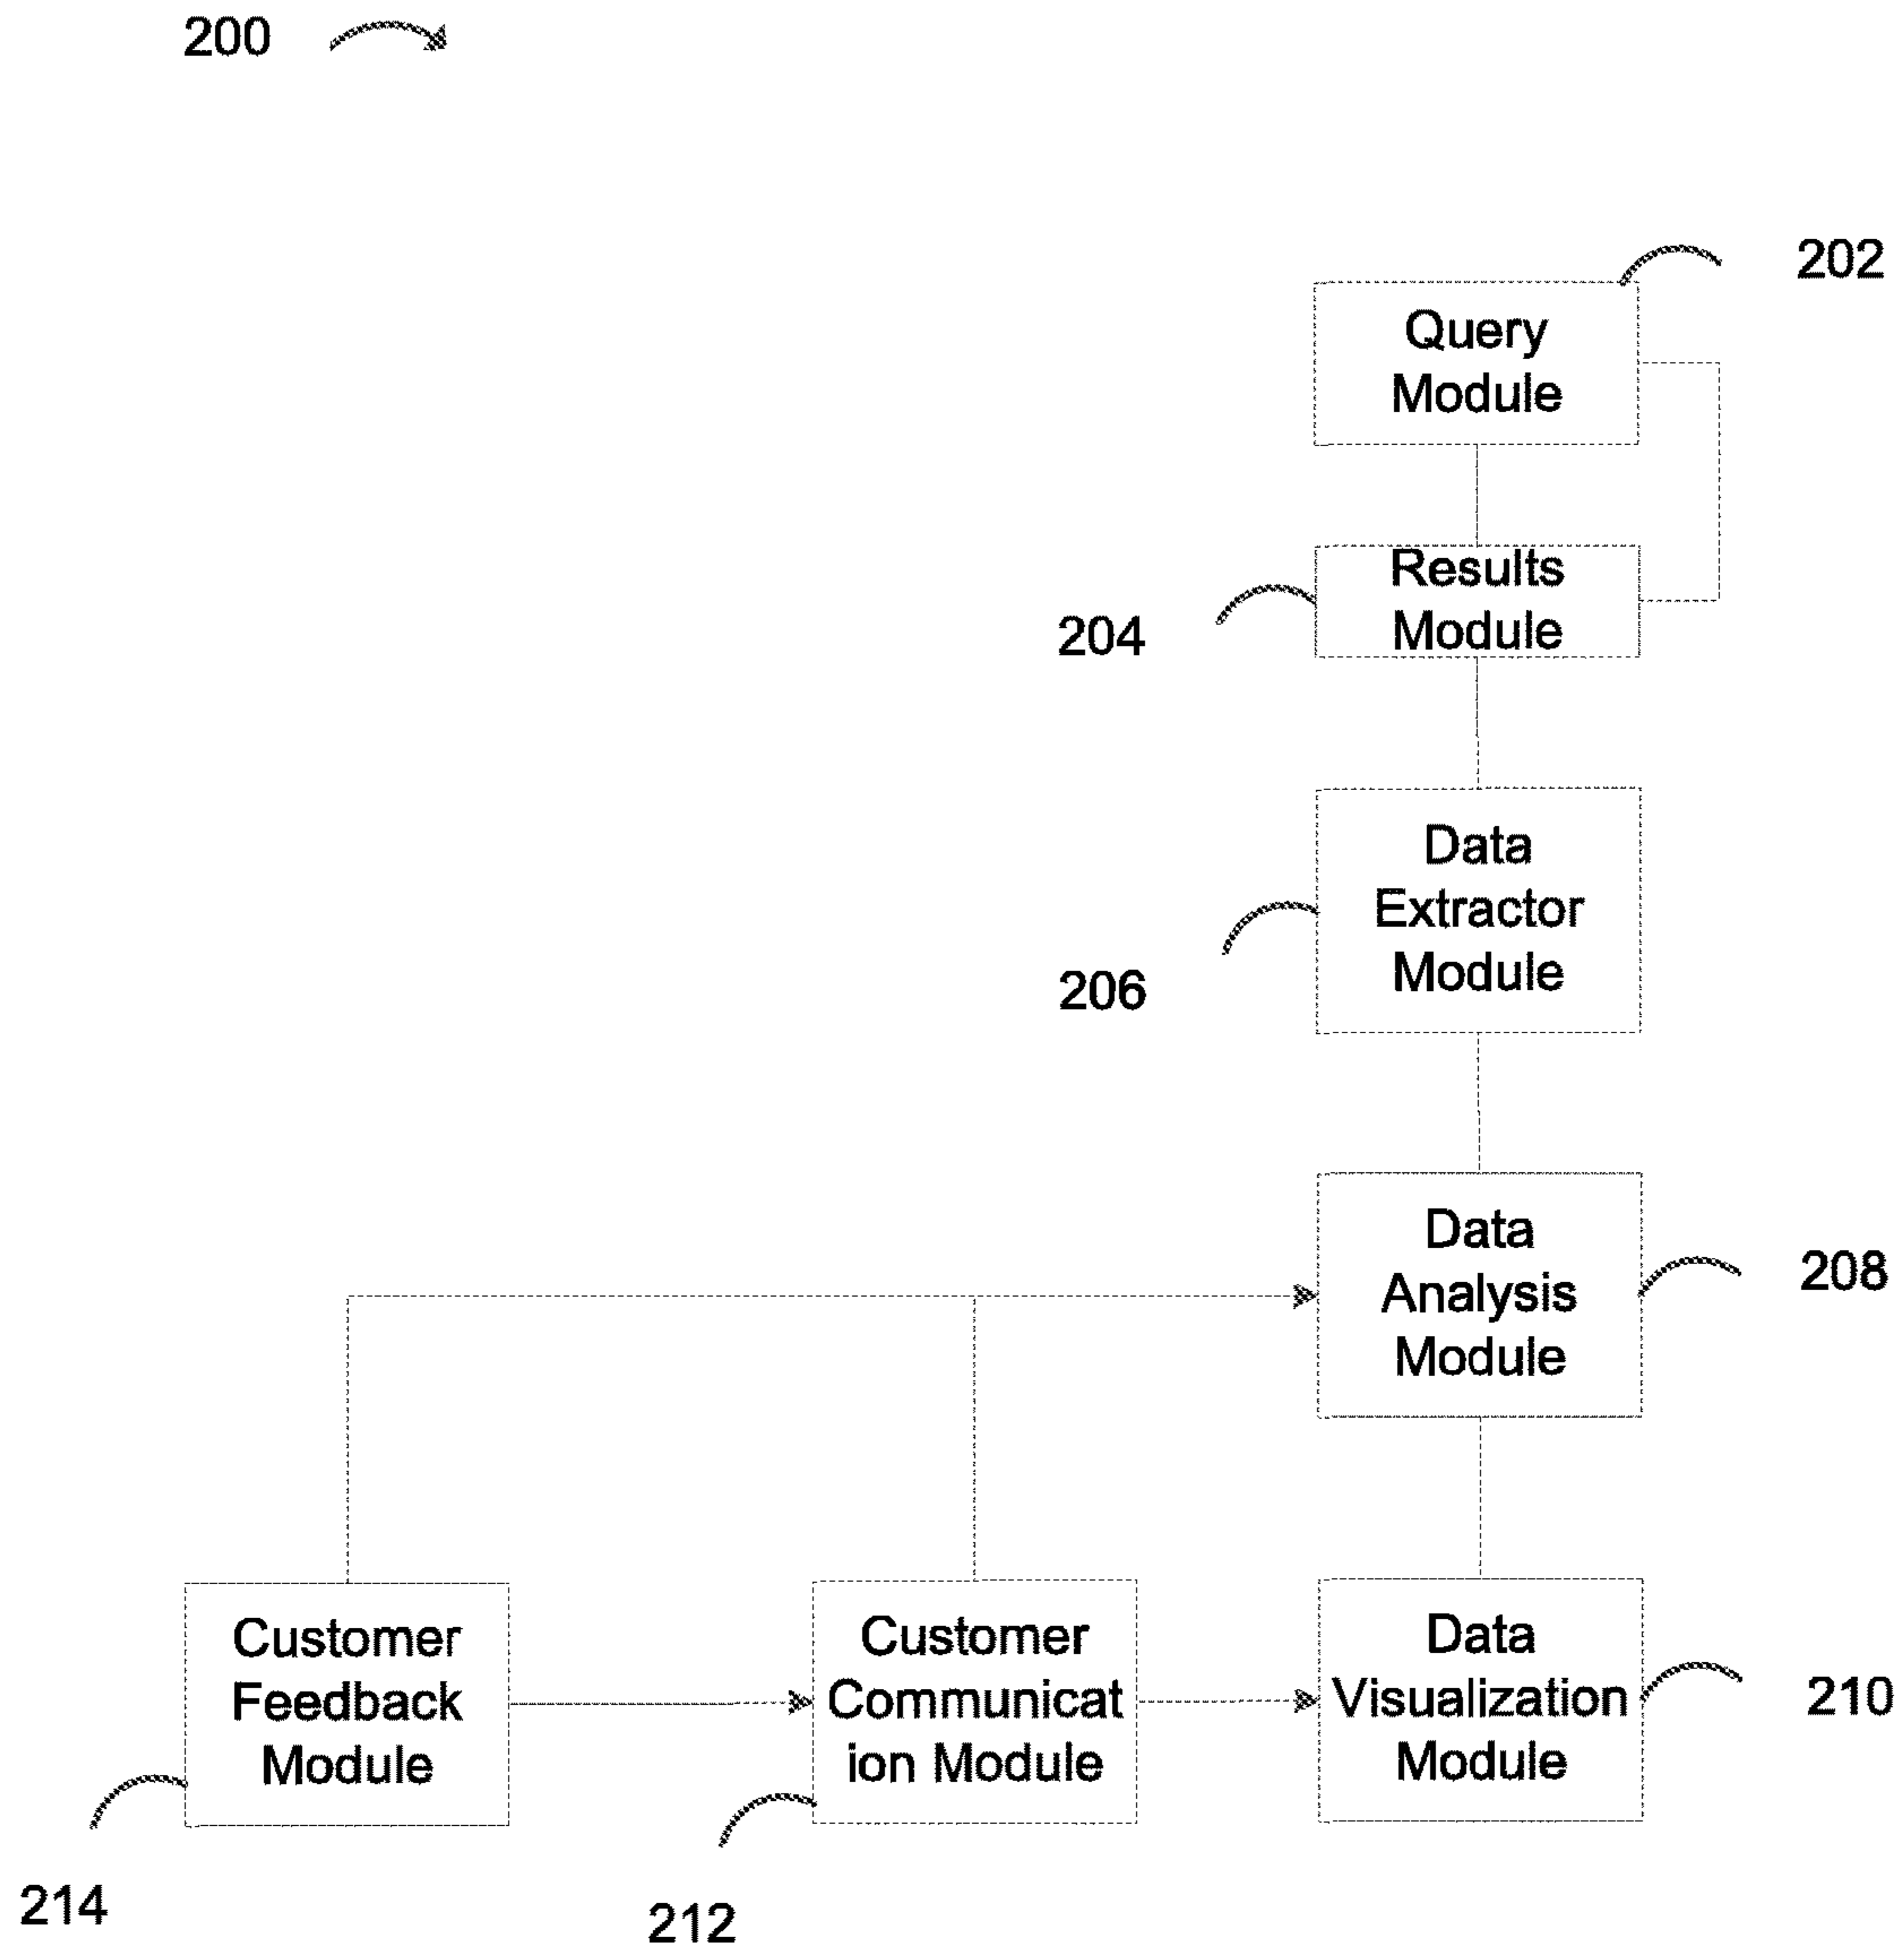 200
202
Query
Module
Results
Module
204
Data
Extractor
Module
206
Data
Analysis
Module
208
Customer
Feedback
Module
Customer
Communicat
ion Module
Data
Visualization
Module
210
214
212